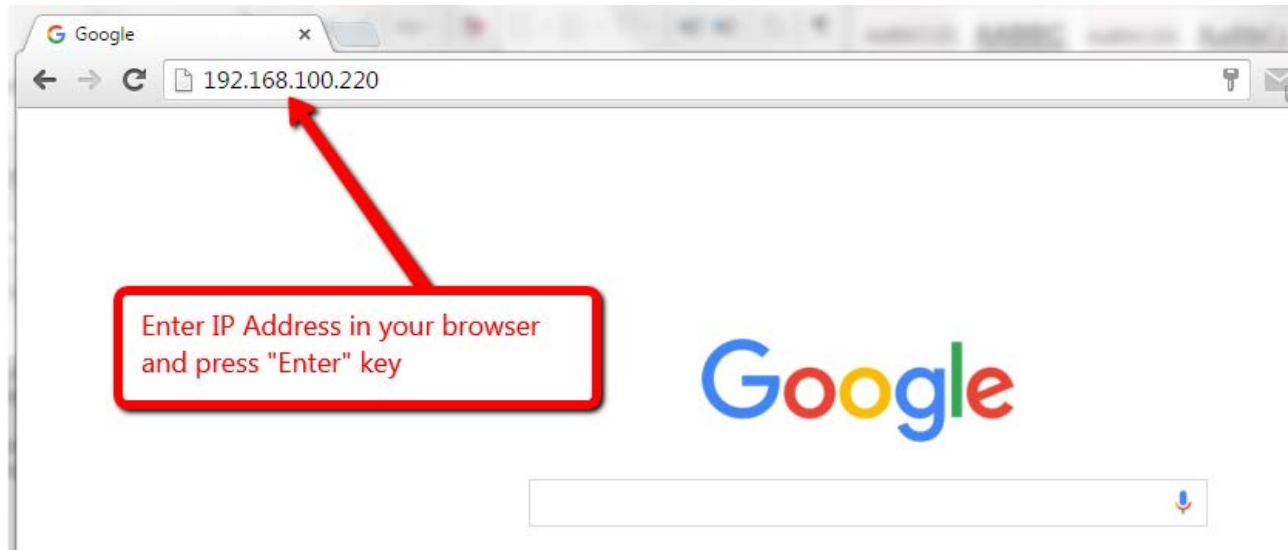 Google
192.168.100.220
Enter IP Address in your browser
and press "Enter" key
Google